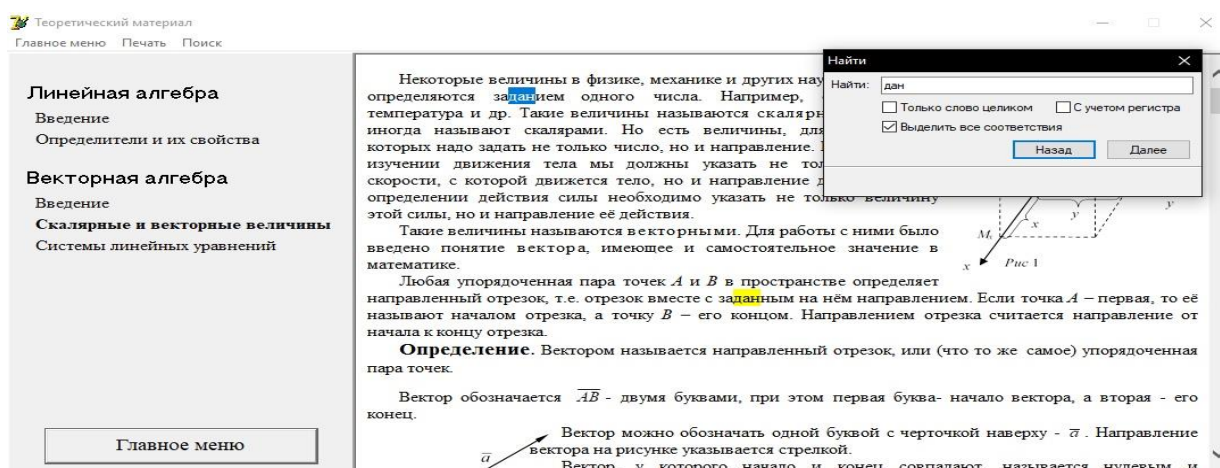 Теоретический материал
Главное меню Печать Поиск
Линейная алгебра
Введение
Определители и их свойства
Векторная алгебра
Введение
Скалярные и векторные величины
Системы линейных уравнений
Главное меню
Некоторые величины в физике, механике и других
определяются заданием одного числа. Например,
температура и др. Такие величины называются
иногда называют скалярами. Но есть величины, для
которых надо задать не только число, но и направление.
изучении движения тела мы должны указать не
скорости, с которой движется тело, но и направление
определении действия силы необходимо указать не только величину
этой силы, но и направление её действия.
Такие величины называются векторными. Для работы с ними было
введено понятие вектора, имеющее и самостоятельное значение в
математике.
Любая упорядоченная пара точек A и B в пространстве определяет
направленный отрезок, т.е. отрезок вместе с заданным на нём направлением. Если точка A – первая, то её
называют началом отрезка, а точку B – его концом. Направлением отрезка считается направление от
начала к концу отрезка.
Определение. Вектором называется направленный отрезок, или (что то же самое) упорядоченная
пара точек.
Вектор обозначается AB - двумя буквами, при этом первая буква- начало вектора, а вторая - его
конец.
Вектор можно обозначать одной буквой с черточкой наверху - a . Направление
a
вектора на рисунке указывается стрелкой.
Вектор, у которого начало и конец совпадают, называется нулевым и
Найти
Найти: дан
Только слово целиком С учетом регистра
Выделить все соответствия
Назад Далее
x y y
x Рис 1